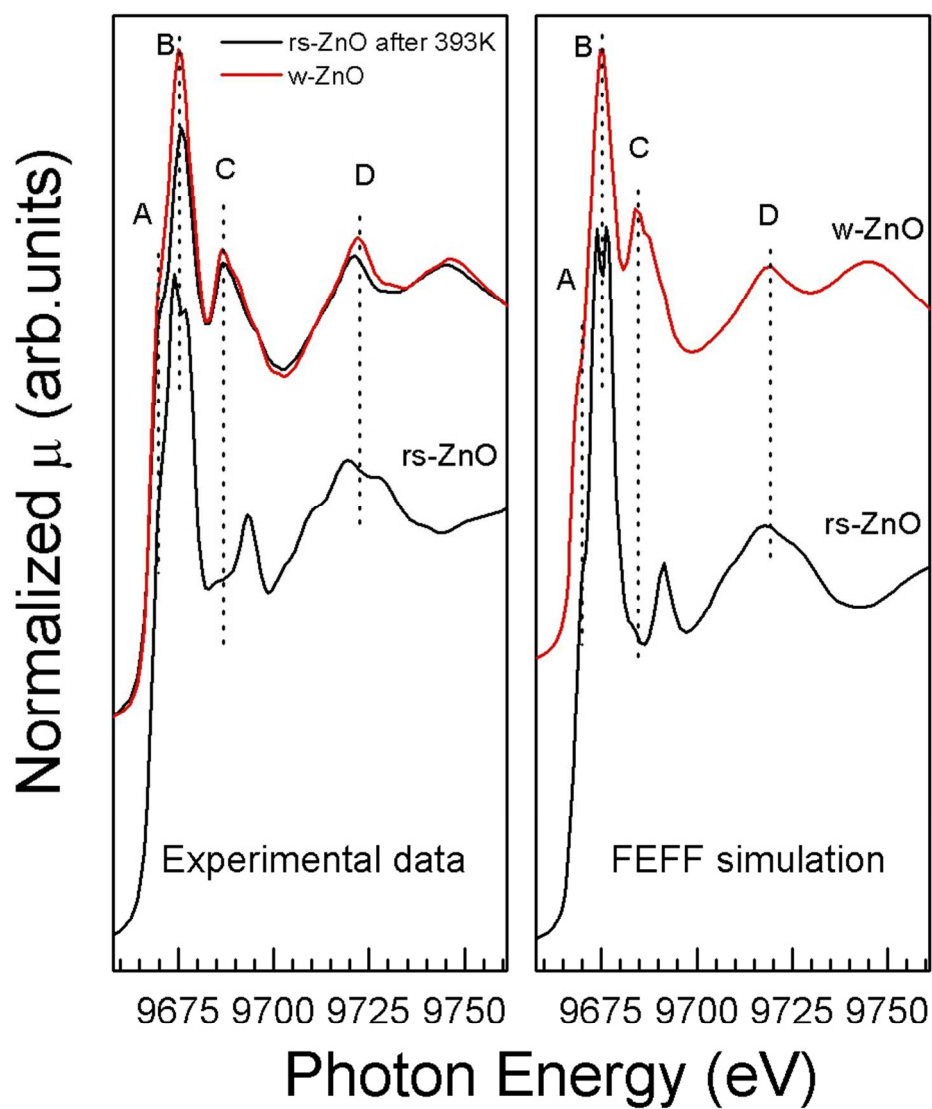 Normalized μ (arb.units)
B
rs-ZnO after 393K
w-ZnO
A
C
D
rs-ZnO
Experimental data
9675 9700 9725 9750
B
C
D
w-ZnO
A
rs-ZnO
FEFF simulation
9675 9700 9725 9750
Photon Energy (eV)